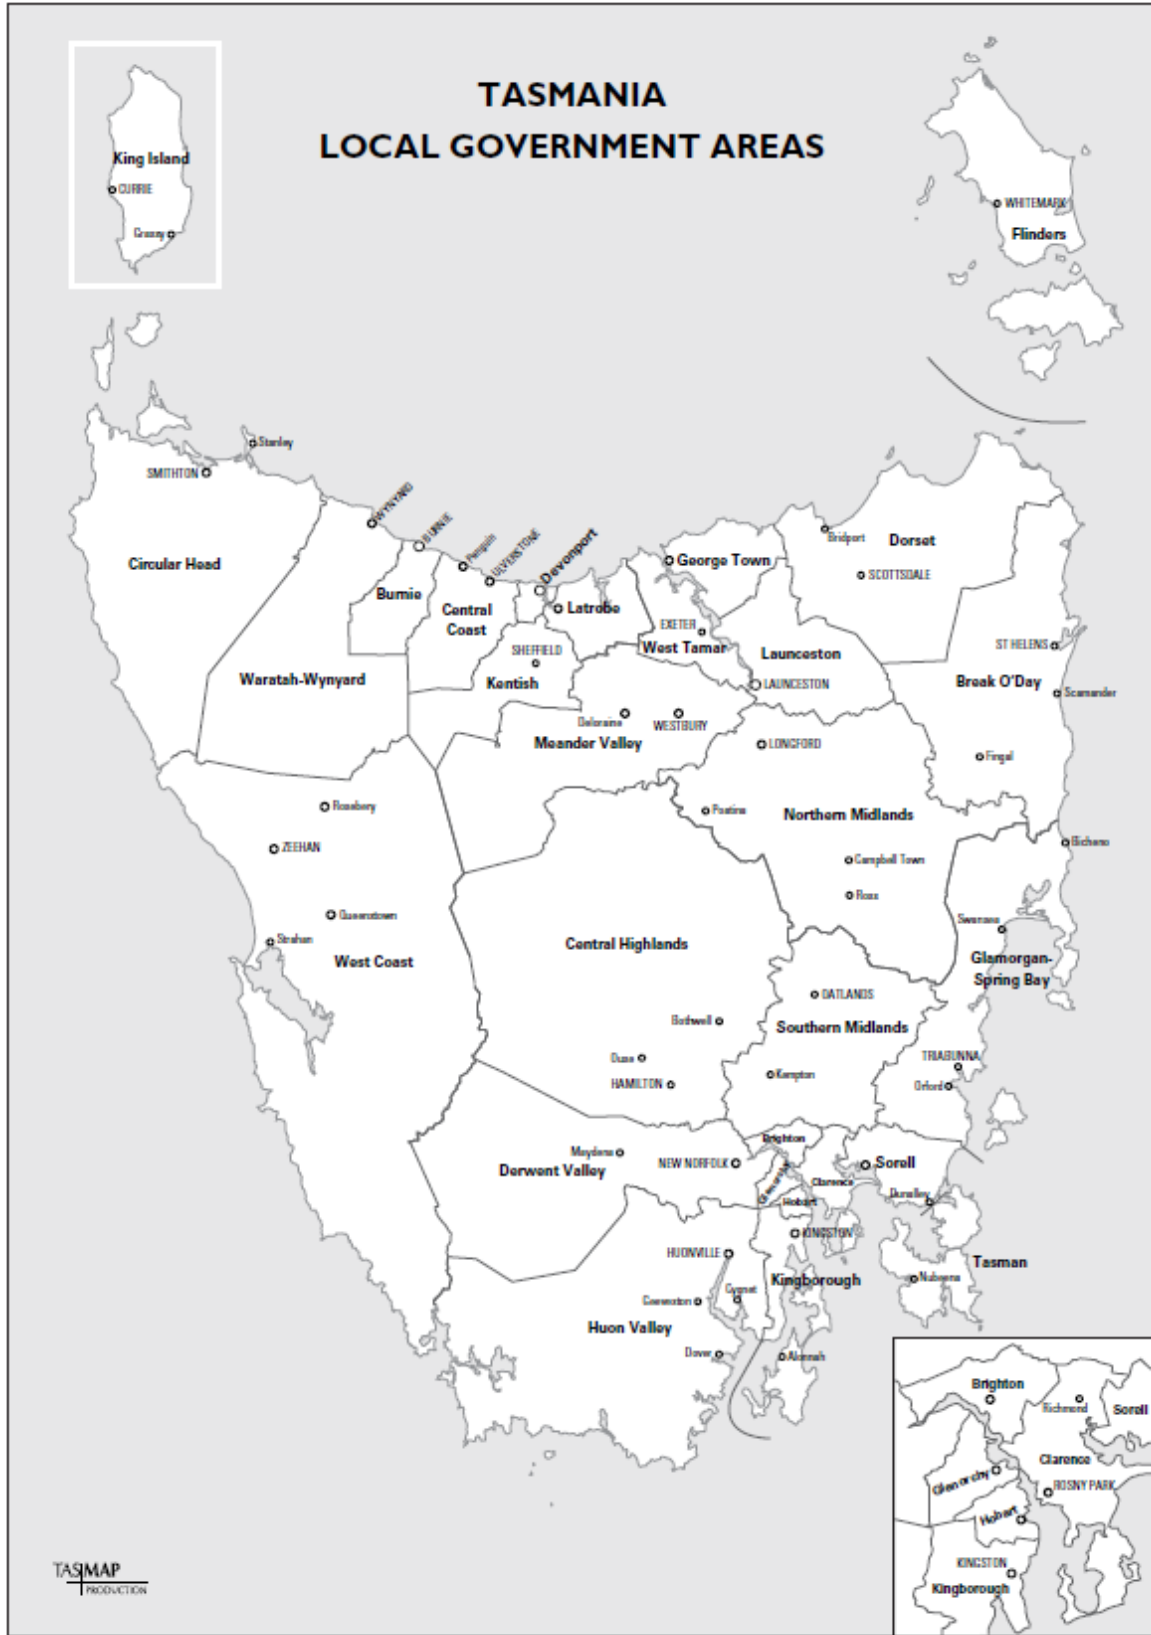 TASMANIA
LOCAL GOVERNMENT AREAS
King Island
CURRIE
Grassy
WHITEMARK
Flinders
Stanley
SMITHTON
WYNYARD
BURNIE
Penguin
ULVERSTONE
Devonport
Circular Head
Burnie
Central
Coast
Latrobe
George Town
Bridport
Dorset
SCOTTSDALE
EXETER
West Tamar
Launceston
SHEFFIELD
Kentish
LAUNCESTON
ST HELENS
Break O'Day
Scamander
Waratah-Wynyard
Deloraine
WESTBURY
Meander Valley
LONGFORD
Fingal
Rosebery
Poatina
Northern Midlands
ZEEHAN
Campbell Town
Bicheno
Ross
Queenstown
Strahan
West Coast
Central Highlands
Swansea
Glamorgan-
Spring Bay
OATLANDS
Bothwell
Southern Midlands
Ouse
HAMILTON
Kempton
TRIABUNNA
Orford
Maydena
Derwent Valley
NEW NORFOLK
Brighton
Glenorchy
Clarence
Sorell
Hobart
Dunalley
KINGSTON
HUONVILLE
Kingborough
Tasman
Nubeena
Geeveston
Cygnet
Huon Valley
Dover
Alonnah
Brighton
Richmond
Sorell
Clarence
Glenorchy
ROSNY PARK
Hobart
KINGSTON
Kingborough
TASMAP
PRODUCTION